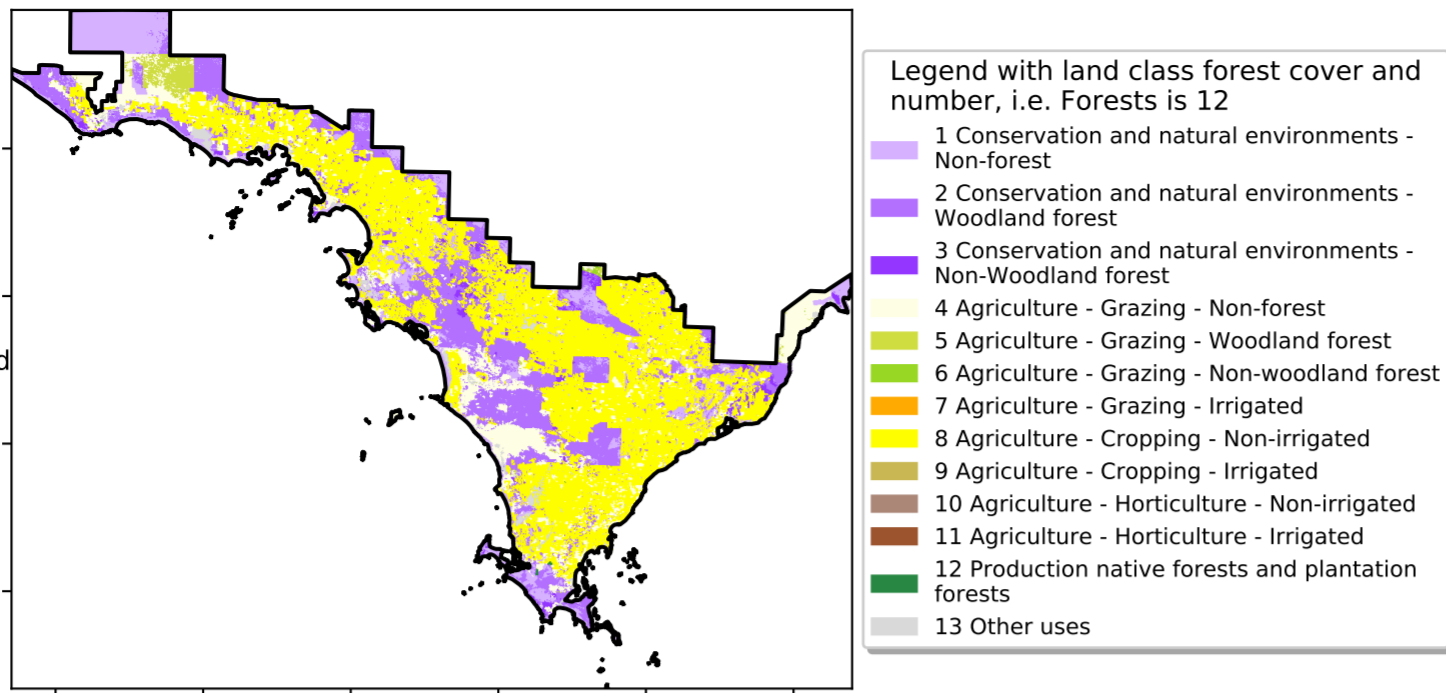 d
Legend with land class forest cover and
number, i.e. Forests is 12
1 Conservation and natural environments -
Non-forest
2 Conservation and natural environments -
Woodland forest
3 Conservation and natural environments -
Non-Woodland forest
4 Agriculture - Grazing - Non-forest
5 Agriculture - Grazing - Woodland forest
6 Agriculture - Grazing - Non-woodland forest
7 Agriculture - Grazing - Irrigated
8 Agriculture - Cropping - Non-irrigated
9 Agriculture - Cropping - Irrigated
10 Agriculture - Horticulture - Non-irrigated
11 Agriculture - Horticulture - Irrigated
12 Production native forests and plantation
forests
13 Other uses